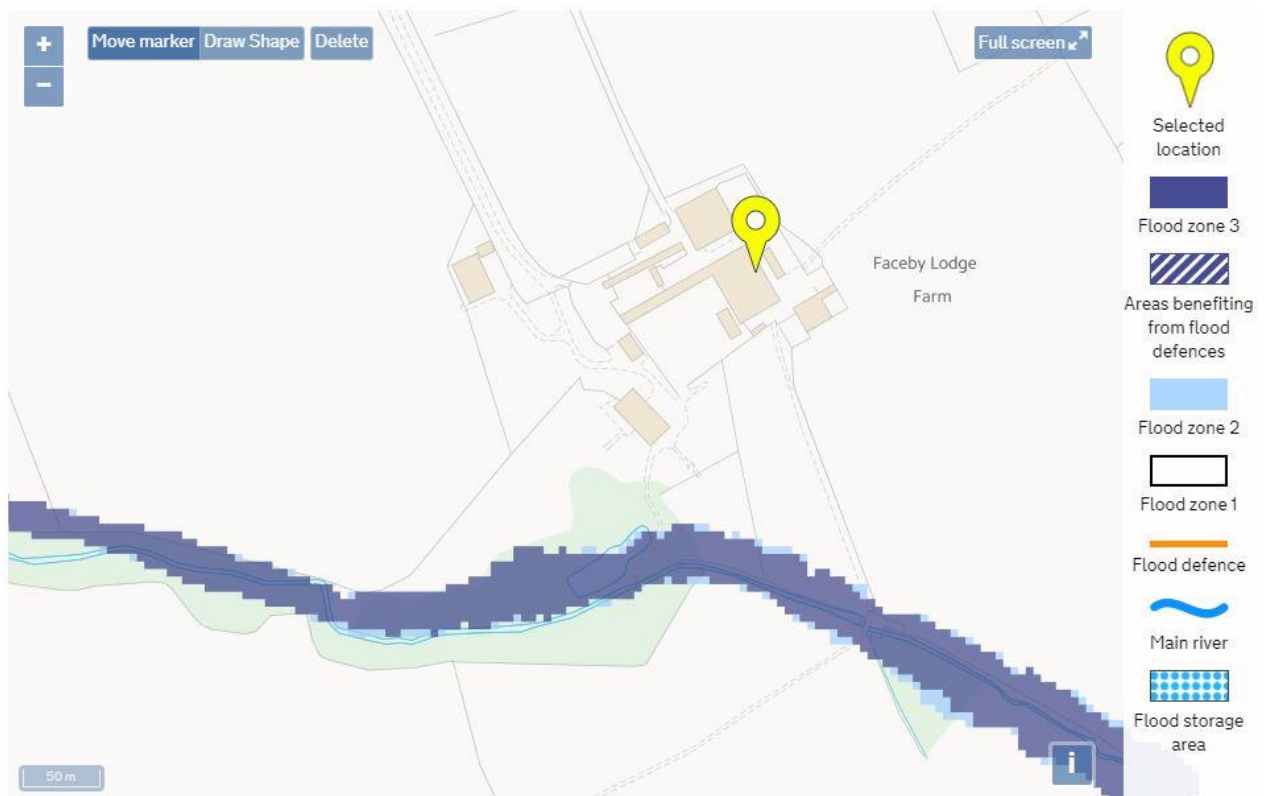 +
−
Move marker Draw Shape Delete
Full screen
Faceby Lodge
Farm
50 m
i
Selected
location
Flood zone 3
Areas benefiting
from flood
defences
Flood zone 2
Flood zone 1
Flood defence
Main river
Flood storage
area